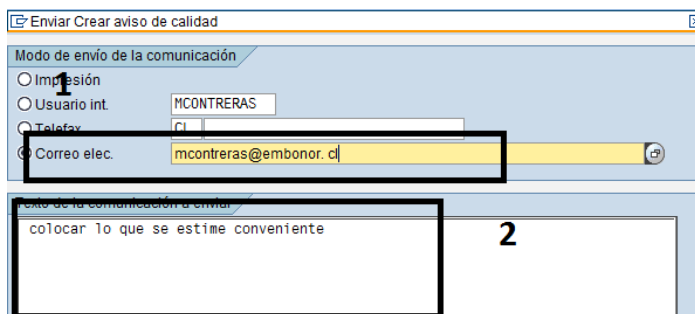 Enviar Crear aviso de calidad
Modo de envío de la comunicación
Impresión
1
Usuario int. MCONTRERAS
Telefax CL
Correo elec. mcontreras@embonor. cl
Texto de la comunicación a enviar
colocar lo que se estime conveniente
2